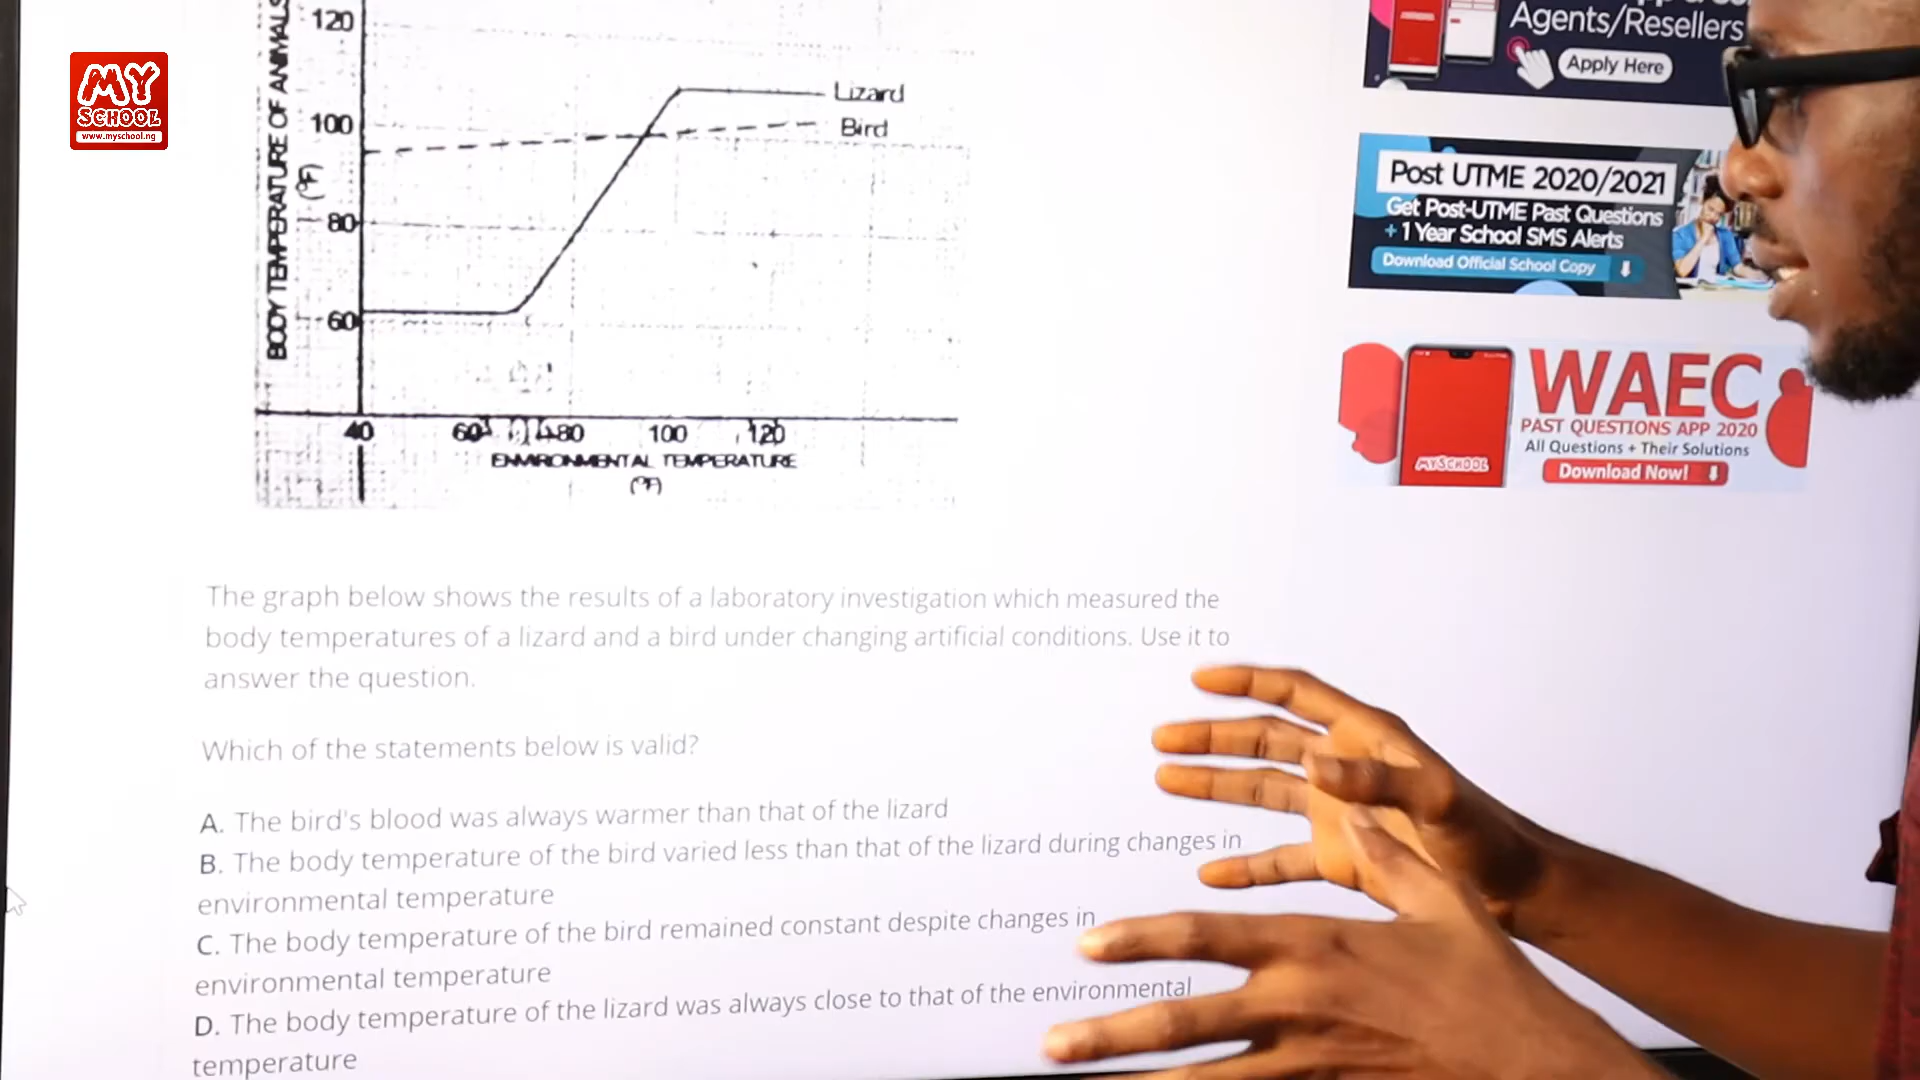 MY
SCHOOL
www.myschool.ng
120
100
80
60
BODY TEMPERATURE OF ANIMALS
(°F)
Lizard
Bird
40
60
80
100
120
ENVIRONMENTAL TEMPERATURE
(°F)
Agents/Resellers
Apply Here
Post UTME 2020/2021
Get Post-UTME Past Questions
+ 1 Year School SMS Alerts
Download Official School Copy
WAEC
PAST QUESTIONS APP 2020
All Questions + Their Solutions
Download Now!
MYSCHOOL
The graph below shows the results of a laboratory investigation which measured the
body temperatures of a lizard and a bird under changing artificial conditions. Use it to
answer the question.
Which of the statements below is valid?
A. The bird's blood was always warmer than that of the lizard
B. The body temperature of the bird varied less than that of the lizard during changes in
environmental temperature
C. The body temperature of the bird remained constant despite changes in
environmental temperature
D. The body temperature of the lizard was always close to that of the environmental
temperature